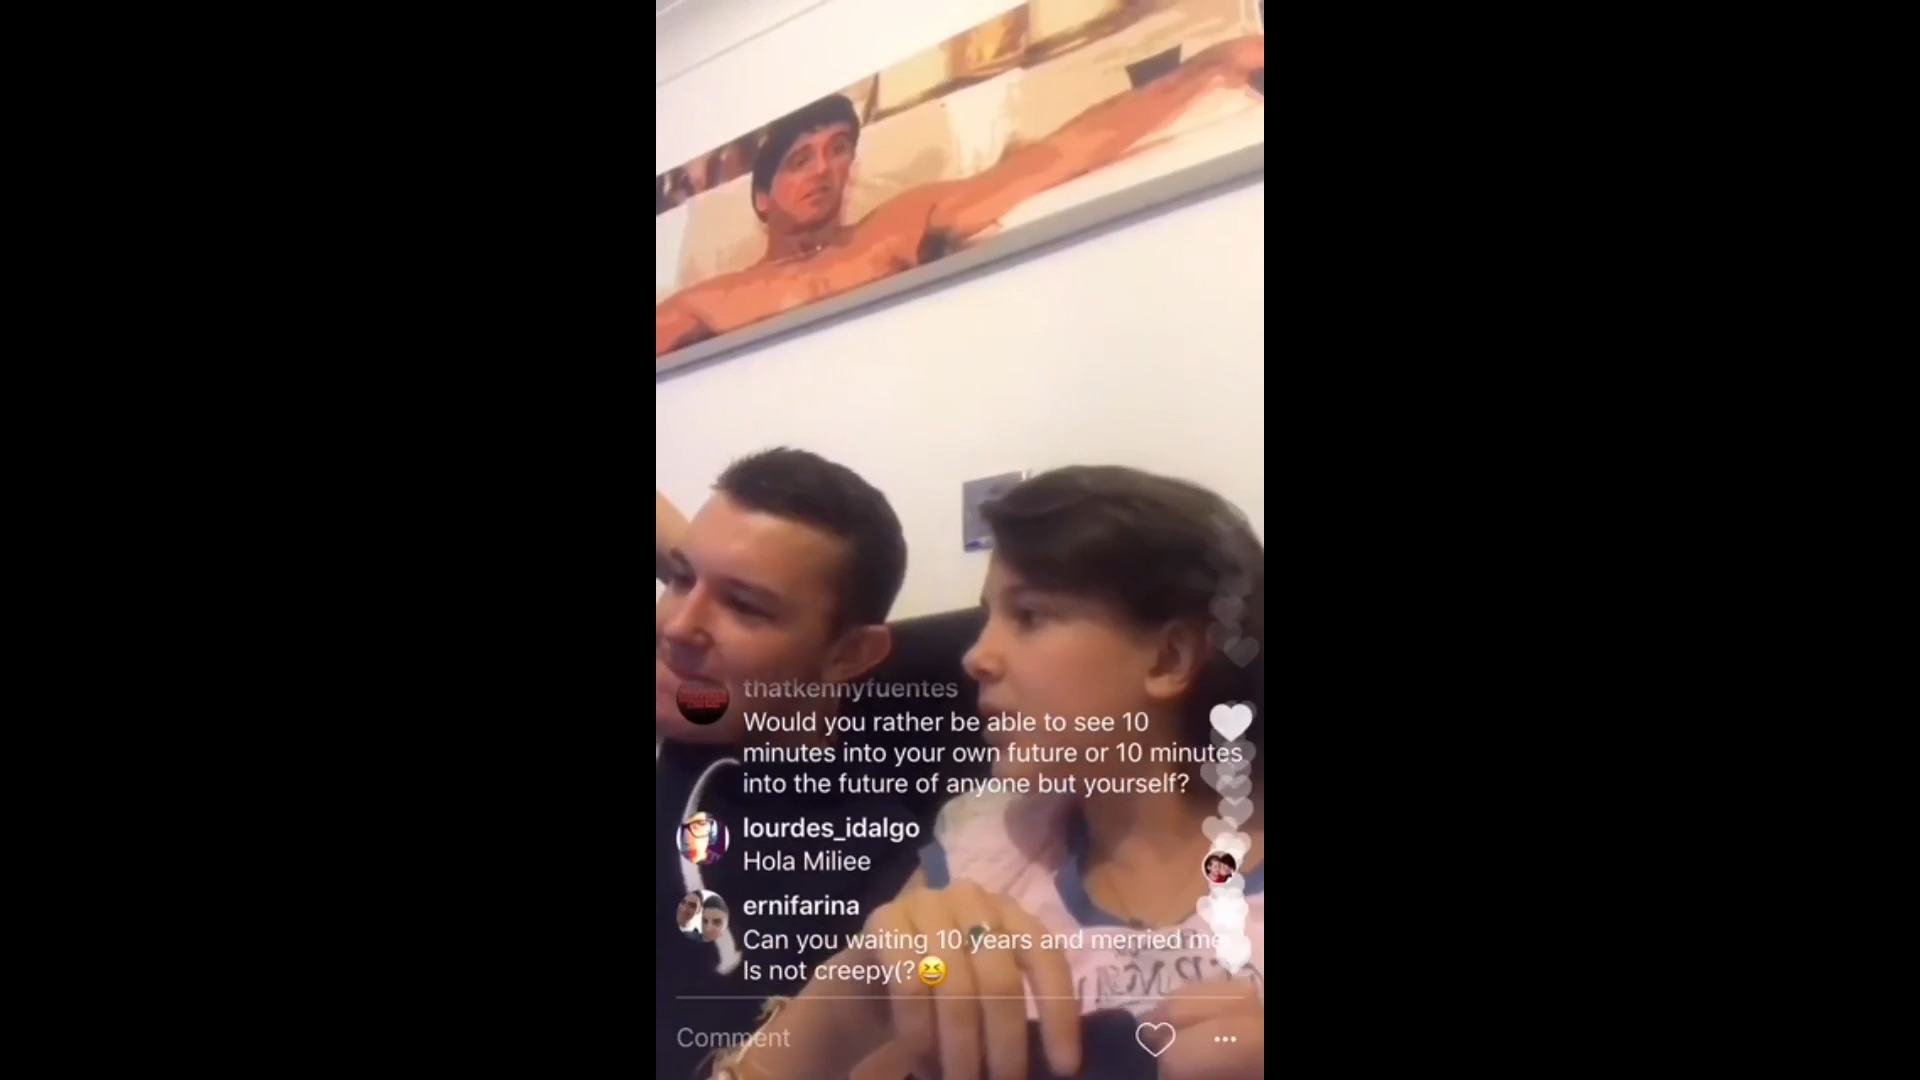 thatkennyfuentes
Would you rather be able to see 10
minutes into your own future or 10 minutes
into the future of anyone but yourself?
lourdes_idalgo
Hola Miliee
ernifarina
Can you waiting 10 years and merried me
Is not creepy(?😆
Comment